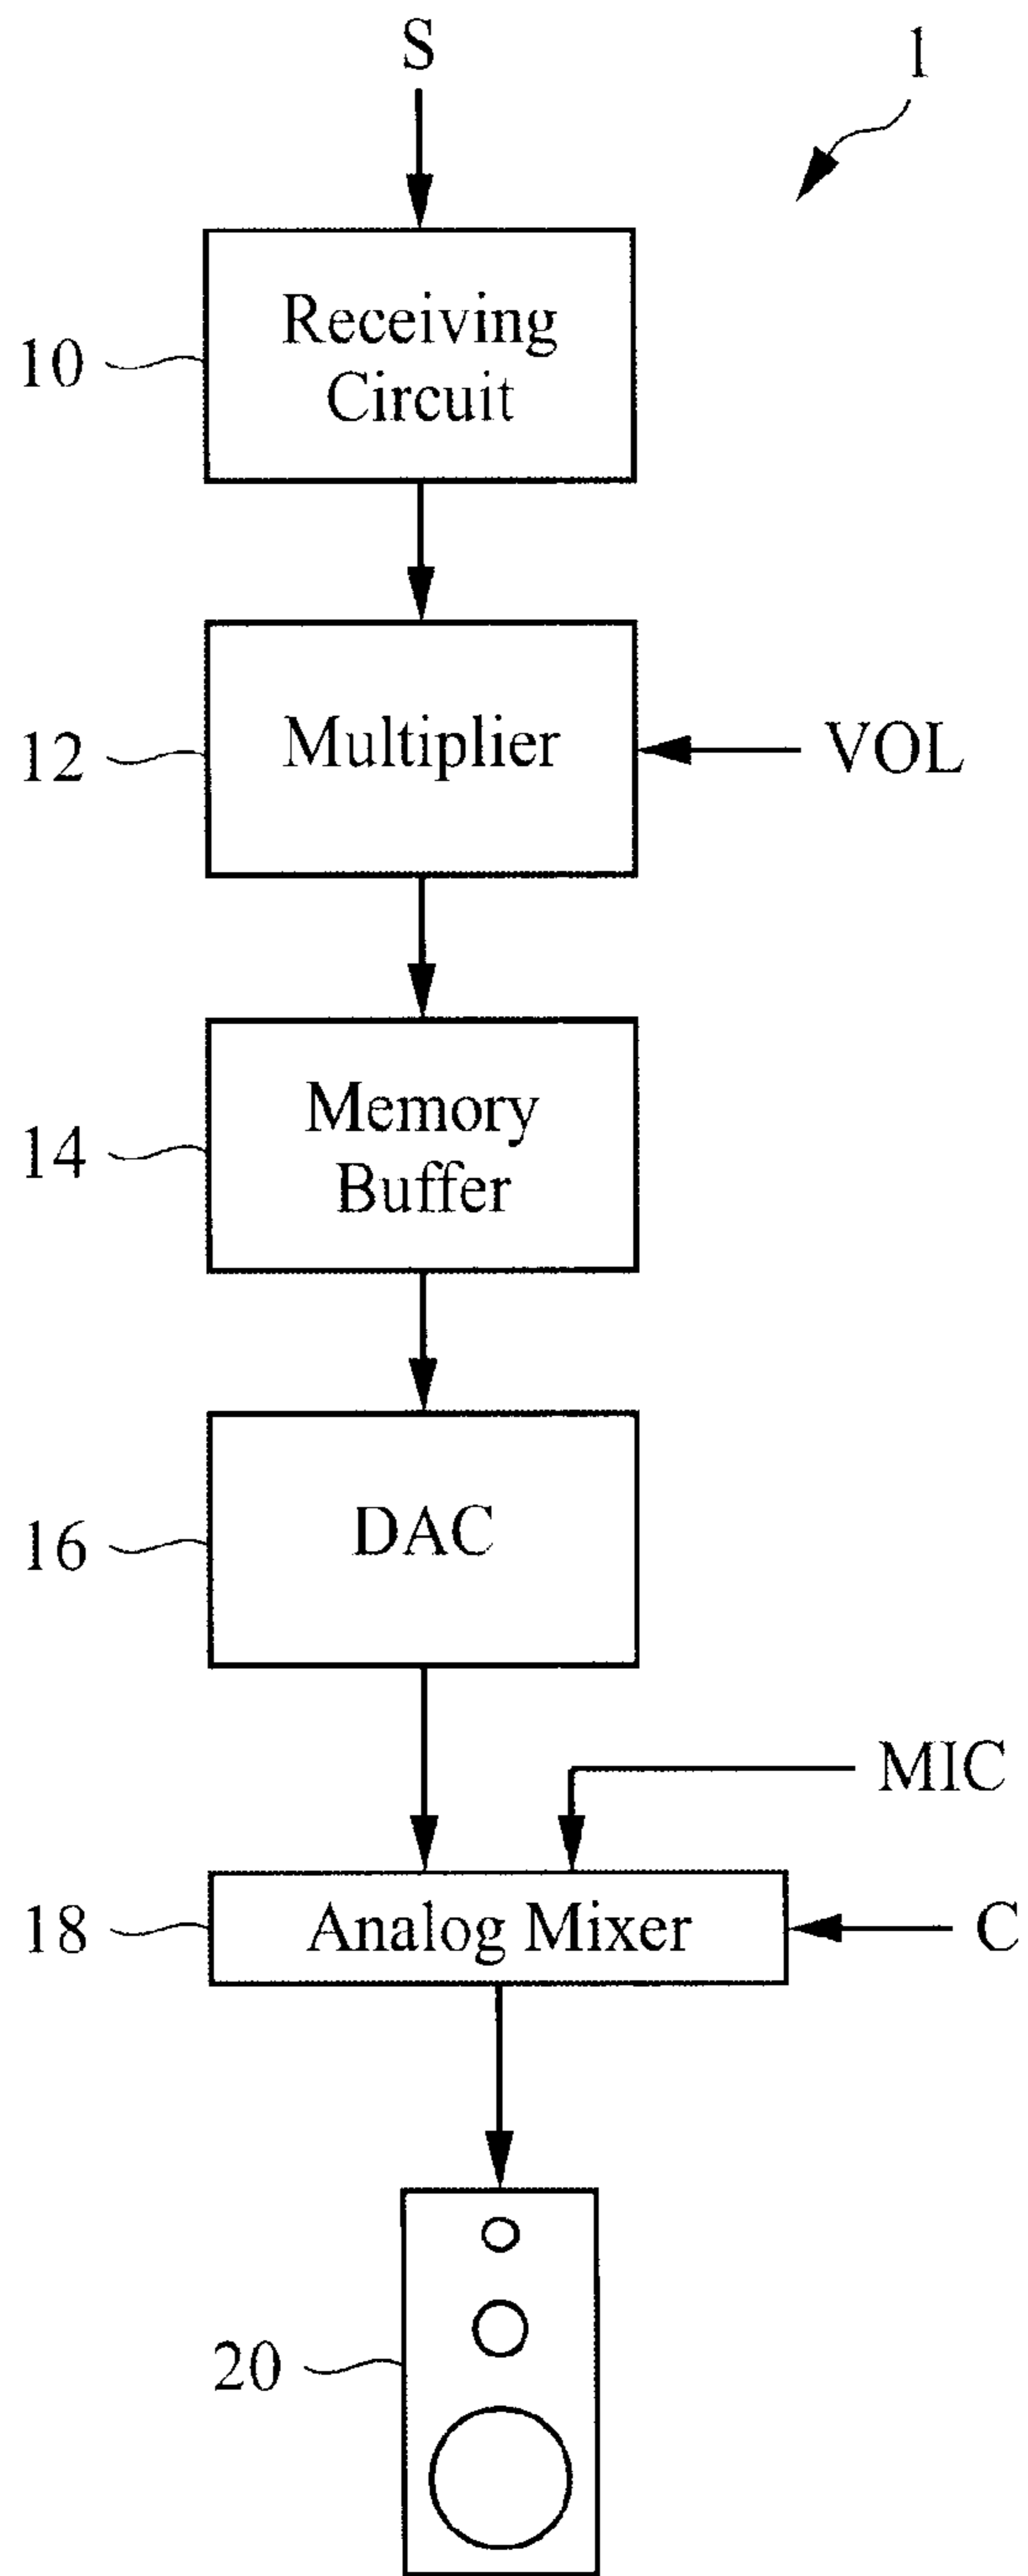 S
1
Receiving
Circuit
10
Multiplier
12
VOL
Memory
Buffer
14
DAC
16
MIC
Analog Mixer
18
C
20